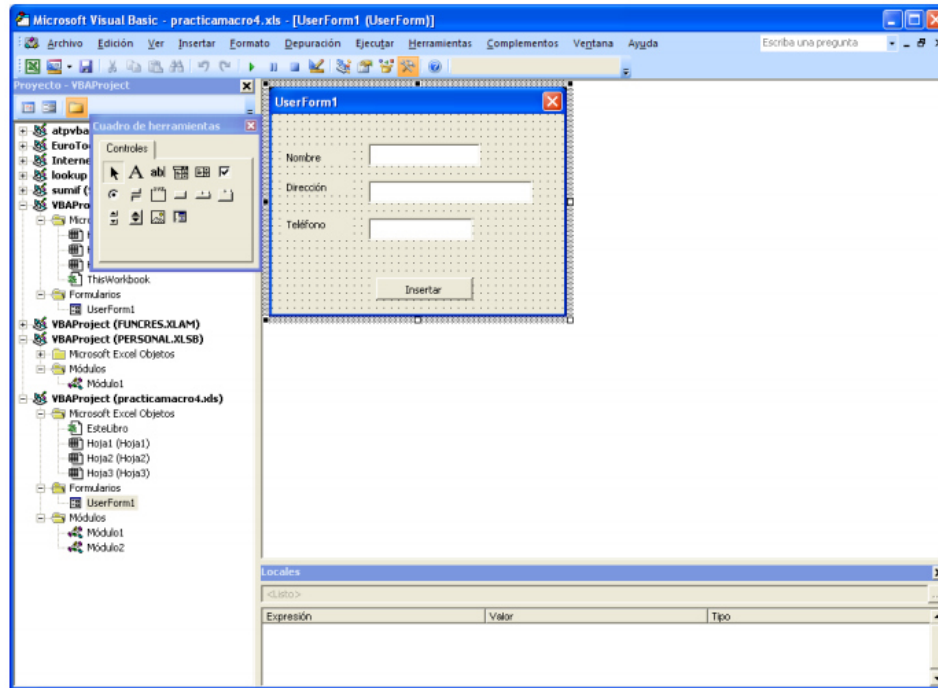 Microsoft Visual Basic - practicamacro4.xls - [UserForm1 (UserForm)]
Archivo Edición Ver Insertar Formato Depuración Ejecutar Herramientas Complementos Ventana Ayuda Escriba una pregunta
Proyecto - VBAProject
Cuadro de herramientas
Controles
A abl
atpvba
EuroTo
Interne
lookup
sumif (
VBAPro
Micro
ThisWorkbook
Formularios
UserForm1
VBAProject (FUNCRES.XLAM)
VBAProject (PERSONAL.XLSB)
Microsoft Excel Objetos
Módulos
Módulo1
VBAProject (practicamacro4.xls)
Microsoft Excel Objetos
EsteLibro
Hoja1 (Hoja1)
Hoja2 (Hoja2)
Hoja3 (Hoja3)
Formularios
UserForm1
Módulos
Módulo1
Módulo2
UserForm1
Nombre
Dirección
Teléfono
Insertar
Locales
<Listo>
Expresión Valor Tipo